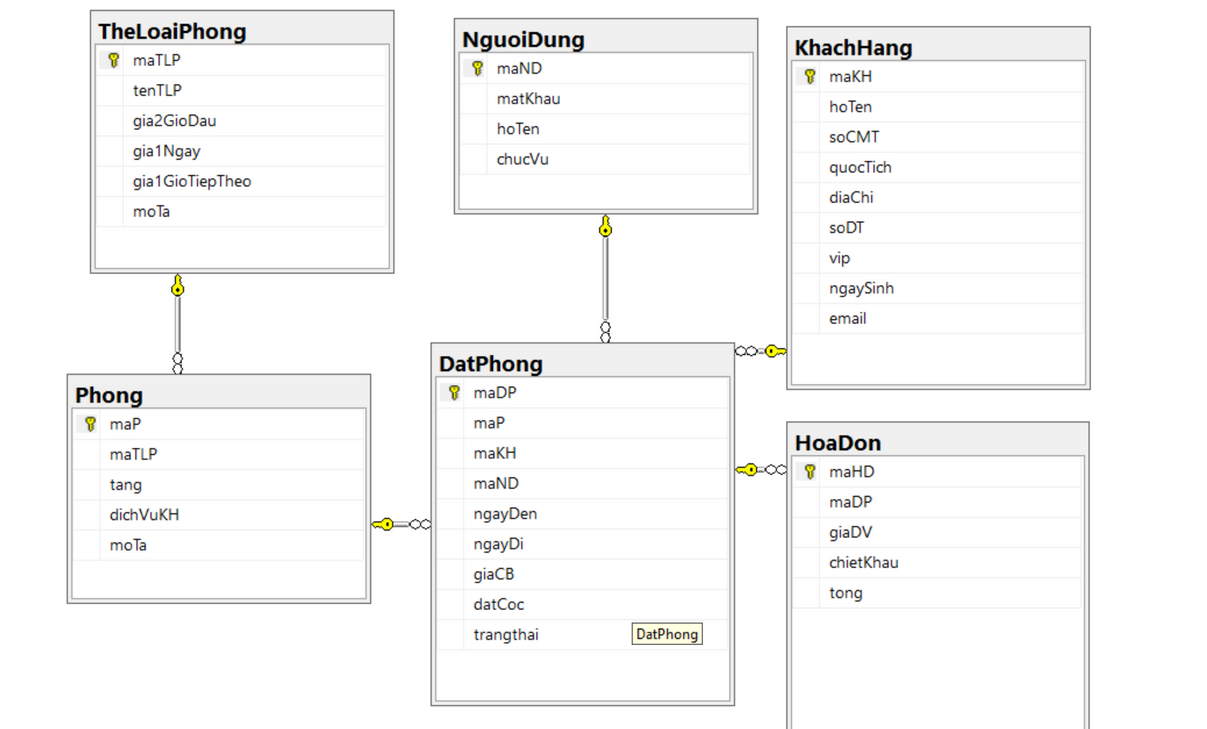 TheLoaiPhong
maTLP
tenTLP
gia2GioDau
gia1Ngay
gia1GioTiepTheo
moTa
NguoiDung
maND
matKhau
hoTen
chucVu
KhachHang
maKH
hoTen
soCMT
quocTich
diaChi
soDT
vip
ngaySinh
email
Phong
maP
maTLP
tang
dichVuKH
moTa
DatPhong
maDP
maP
maKH
maND
ngayDen
ngayDi
giaCB
datCoc
trangthai
DatPhong
HoaDon
maHD
maDP
giaDV
chietKhau
tong